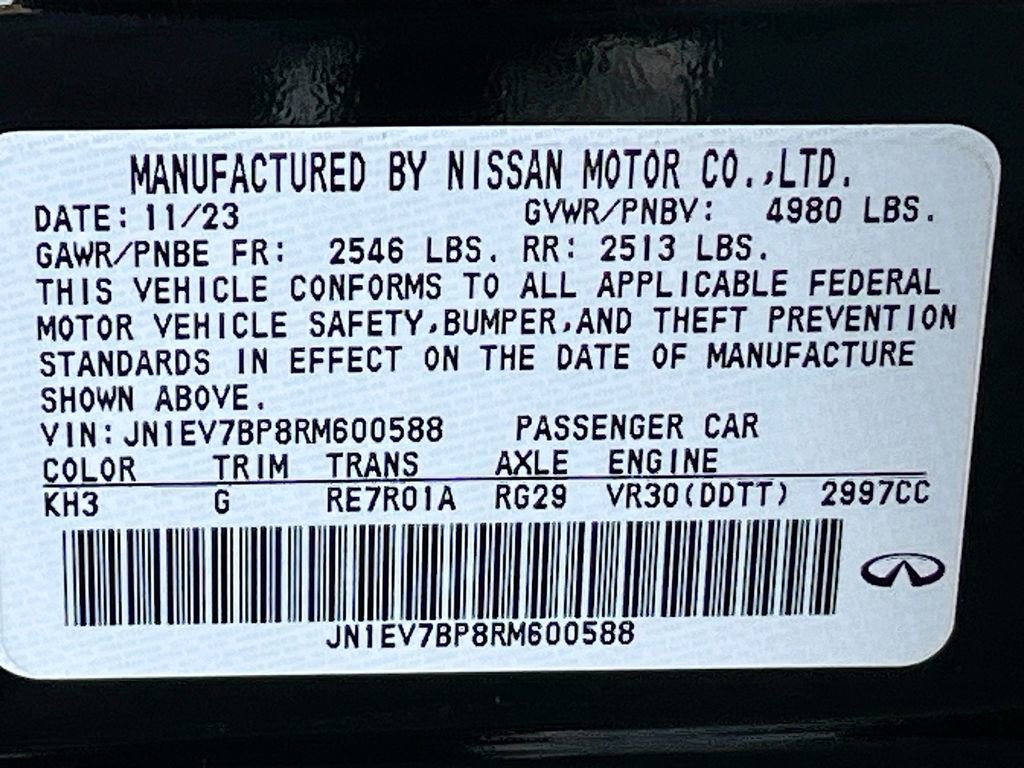 MANUFACTURED BY NISSAN MOTOR CO.,LTD.
DATE: 11/23 GVWR/PNBV: 4980 LBS.
GAWR/PNBE FR: 2546 LBS. RR: 2513 LBS.
THIS VEHICLE CONFORMS TO ALL APPLICABLE FEDERAL
MOTOR VEHICLE SAFETY,BUMPER,AND THEFT PREVENTION
STANDARDS IN EFFECT ON THE DATE OF MANUFACTURE
SHOWN ABOVE.
VIN: JN1EV7BP8RM600588 PASSENGER CAR
COLOR TRIM TRANS AXLE ENGINE
KH3 G RE7R01A RG29 VR30(DDTT) 2997CC
JN1EV7BP8RM600588